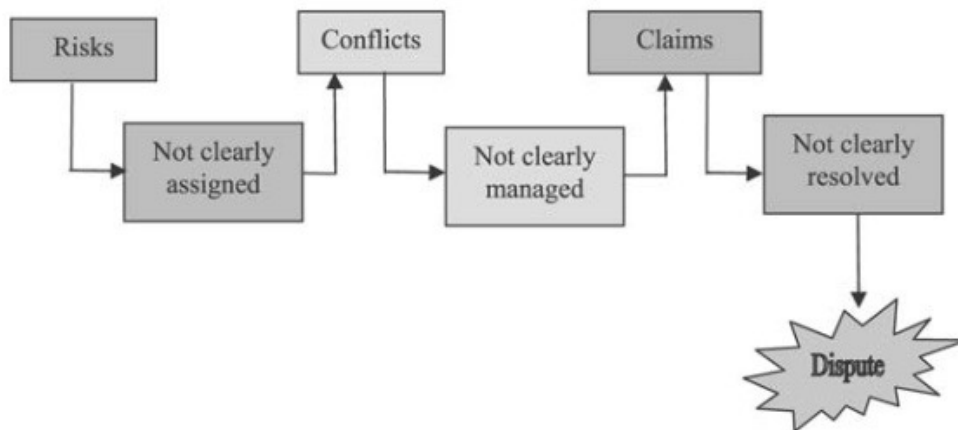 Risks
Not clearly
assigned
Conflicts
Not clearly
managed
Claims
Not clearly
resolved
Dispute